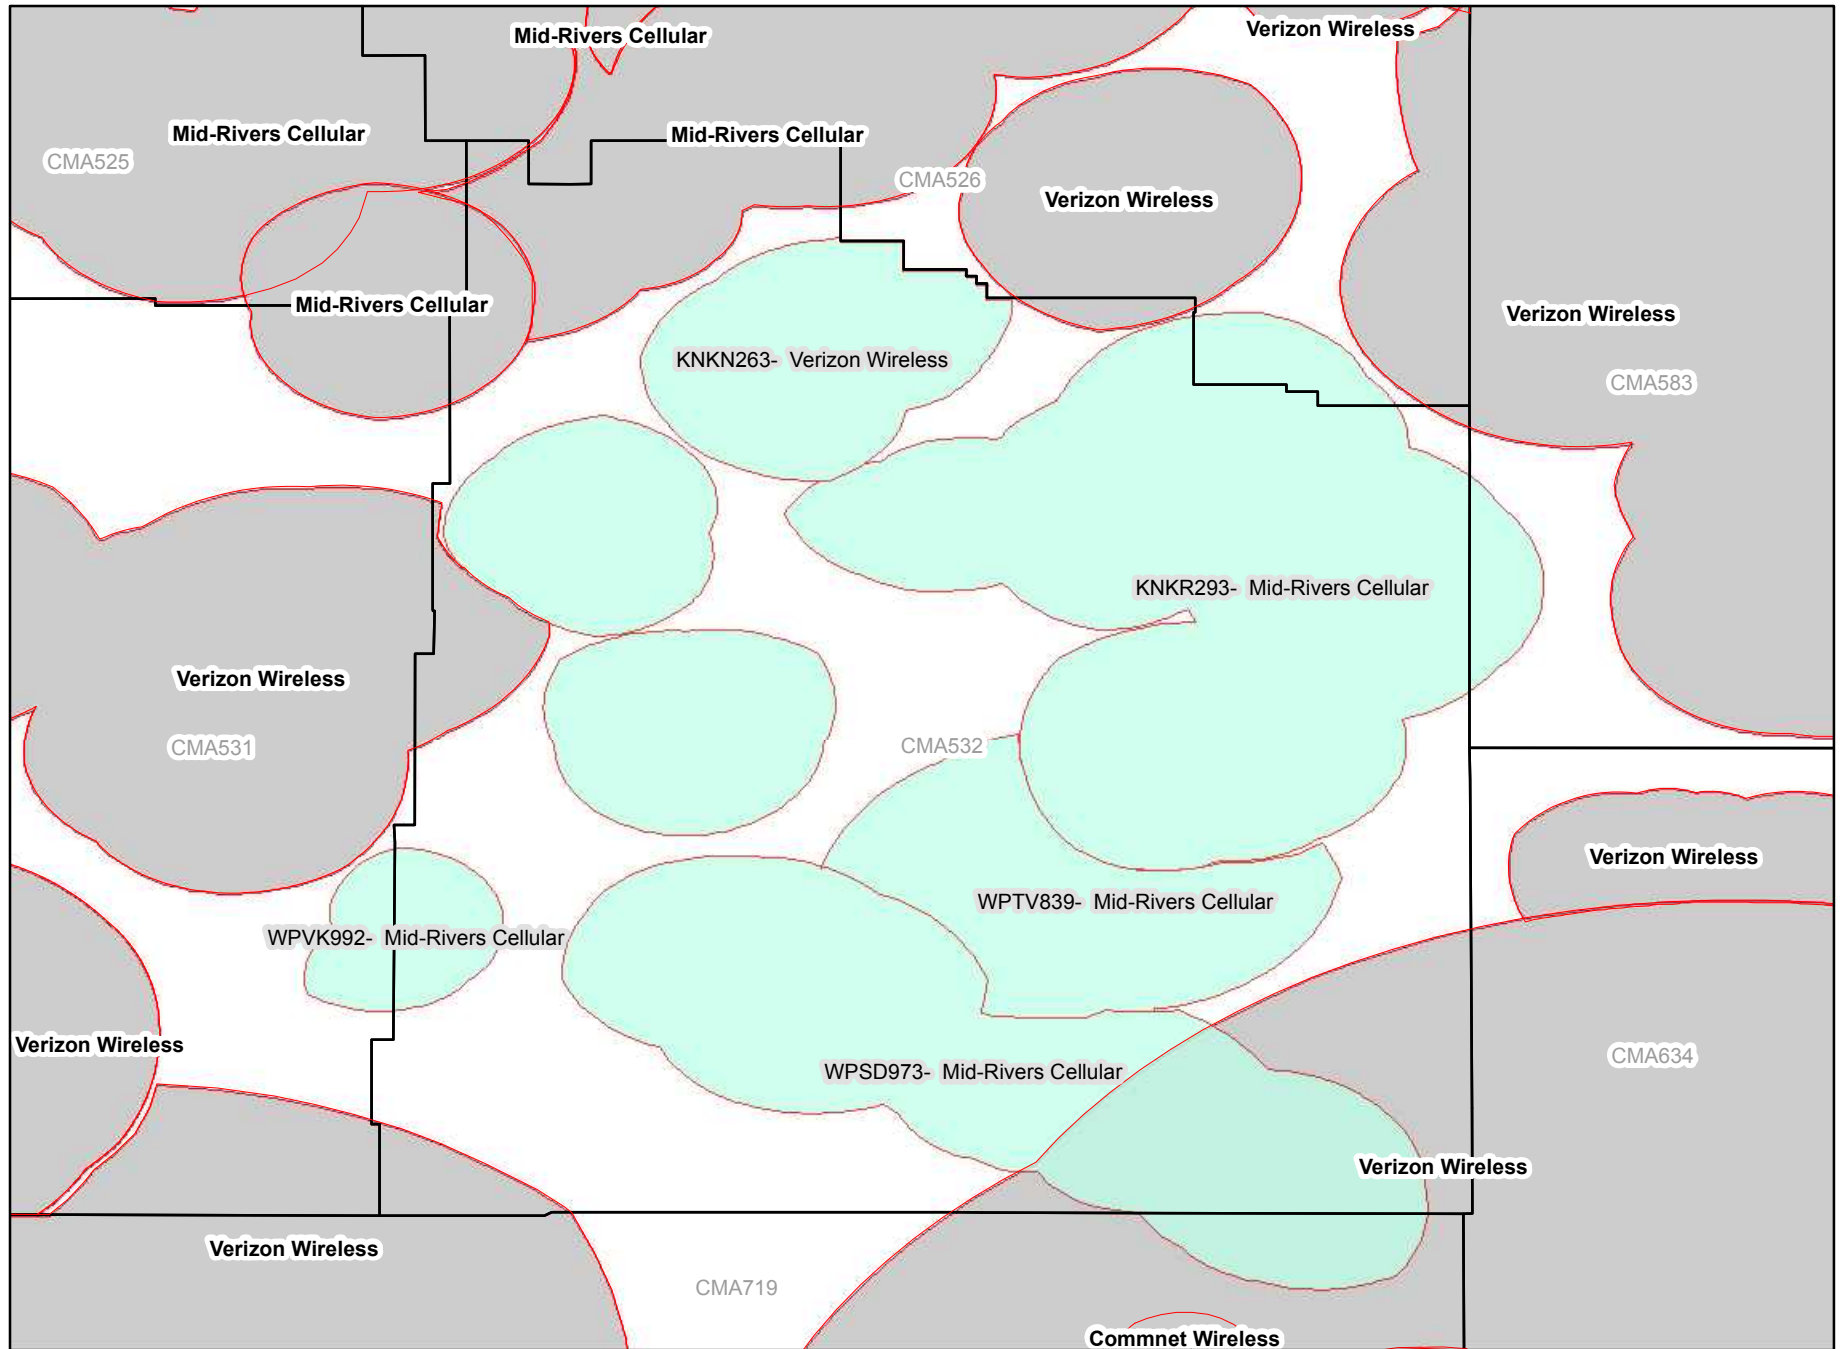 Verizon Wireless
Mid-Rivers Cellular
Mid-Rivers Cellular
Mid-Rivers Cellular
CMA525
CMA526
Verizon Wireless
Mid-Rivers Cellular
Verizon Wireless
KNKN263- Verizon Wireless
CMA583
KNKR293- Mid-Rivers Cellular
Verizon Wireless
CMA531
CMA532
Verizon Wireless
WPTV839- Mid-Rivers Cellular
WPVK992- Mid-Rivers Cellular
Verizon Wireless
CMA634
WPSD973- Mid-Rivers Cellular
Verizon Wireless
Verizon Wireless
CMA719
Commnet Wireless